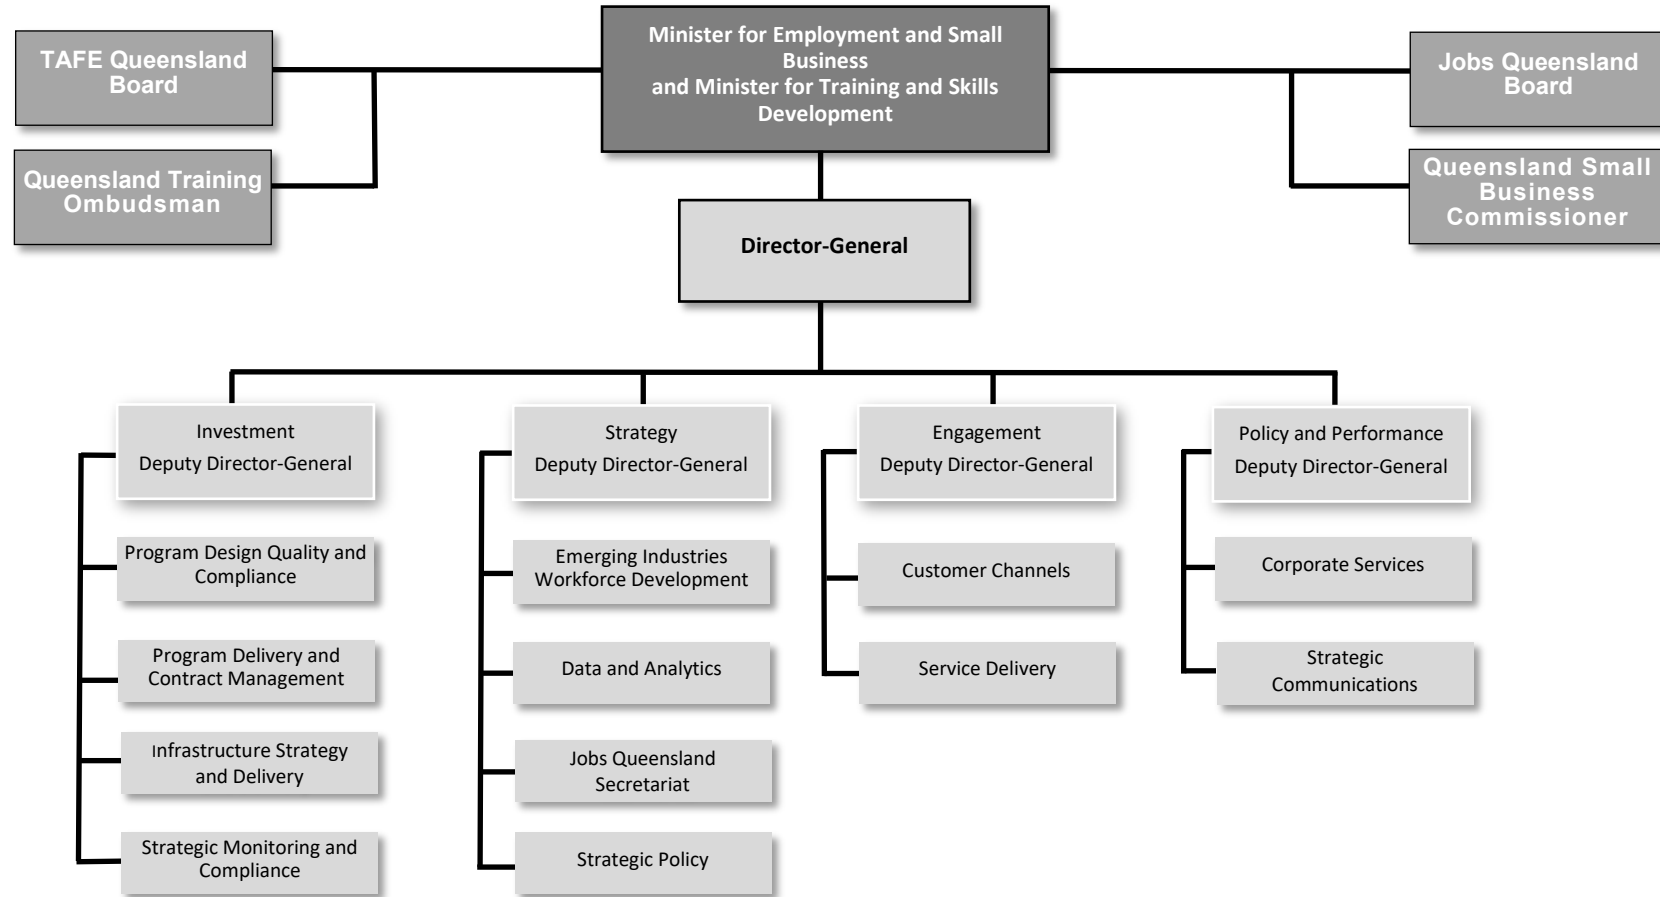 Minister for Employment and Small
Business
and Minister for Training and Skills
Development
TAFE Queensland
Board
Queensland Training
Ombudsman
Jobs Queensland
Board
Queensland Small
Business
Commissioner
Director-General
Investment
Deputy Director-General
Program Design Quality and
Compliance
Program Delivery and
Contract Management
Infrastructure Strategy
and Delivery
Strategic Monitoring and
Compliance
Strategy
Deputy Director-General
Emerging Industries
Workforce Development
Data and Analytics
Jobs Queensland
Secretariat
Strategic Policy
Engagement
Deputy Director-General
Customer Channels
Service Delivery
Policy and Performance
Deputy Director-General
Corporate Services
Strategic
Communications